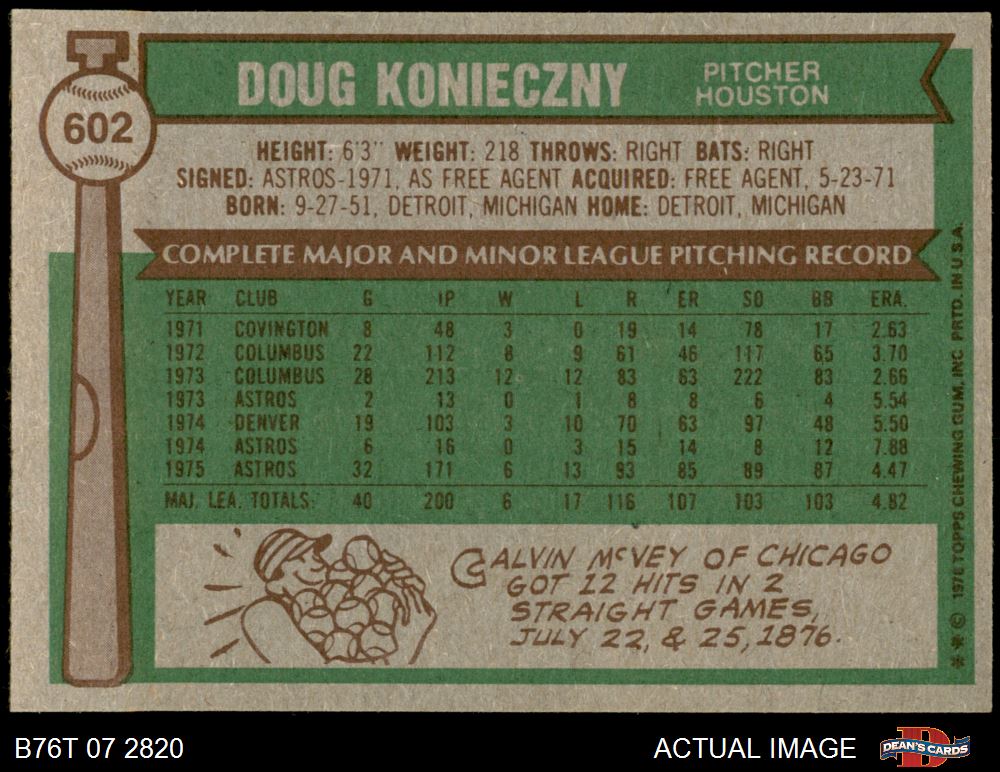 602
DOUG KONIECZNY
PITCHER
HOUSTON
HEIGHT: 6'3" WEIGHT: 218 THROWS: RIGHT BATS: RIGHT
SIGNED: ASTROS-1971, AS FREE AGENT ACQUIRED: FREE AGENT, 5-23-71
BORN: 9-27-51, DETROIT, MICHIGAN HOME: DETROIT, MICHIGAN
COMPLETE MAJOR AND MINOR LEAGUE PITCHING RECORD
YEAR CLUB G IP W L R ER SO BB ERA.
1971 COVINGTON 8 48 3 0 19 14 78 17 2.63
1972 COLUMBUS 22 112 8 9 61 46 117 65 3.70
1973 COLUMBUS 28 213 12 12 83 63 222 83 2.66
1973 ASTROS 2 13 0 1 8 8 6 4 5.54
1974 DENVER 19 103 3 10 70 63 97 48 5.50
1974 ASTROS 6 16 0 3 15 14 8 12 7.88
1975 ASTROS 32 171 6 13 93 85 89 87 4.47
MAJ. LEA. TOTALS. 40 200 6 17 116 107 103 103 4.82
CALVIN McVEY OF CHICAGO
GOT 12 HITS IN 2
STRAIGHT GAMES,
JULY 22, & 25, 1876.
* * © 1976 TOPPS CHEWING GUM, INC PRTD. IN U.S.A.
B76T 07 2820
ACTUAL IMAGE
D
DEAN'S CARDS